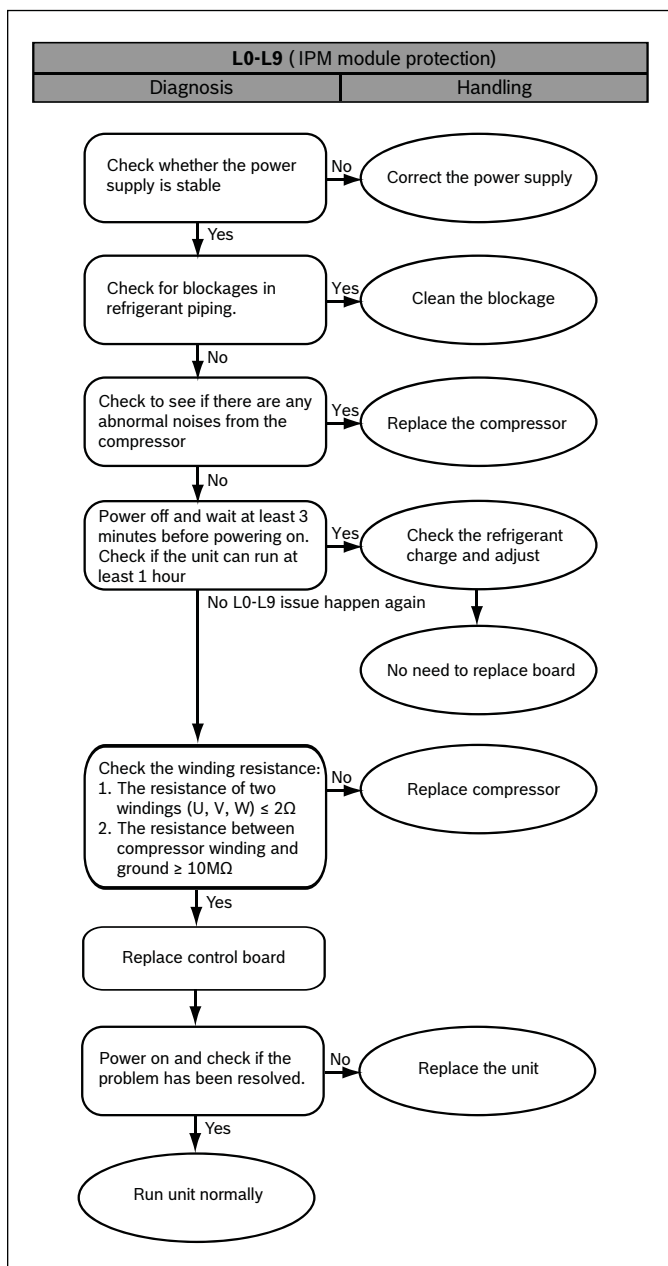 L0-L9 ( IPM module protection)
Diagnosis
Handling
Check whether the power
supply is stable
No
Correct the power supply
Yes
Check for blockages in
refrigerant piping.
Yes
Clean the blockage
No
Check to see if there are any
abnormal noises from the
compressor
Yes
Replace the compressor
No
Power off and wait at least 3
minutes before powering on.
Check if the unit can run at
least 1 hour
Yes
Check the refrigerant
charge and adjust
No L0-L9 issue happen again
No need to replace board
Check the winding resistance:
1. The resistance of two
windings (U, V, W) ≤ 2Ω
2. The resistance between
compressor winding and
ground ≥ 10MΩ
No
Replace compressor
Yes
Replace control board
Power on and check if the
problem has been resolved.
No
Replace the unit
Yes
Run unit normally